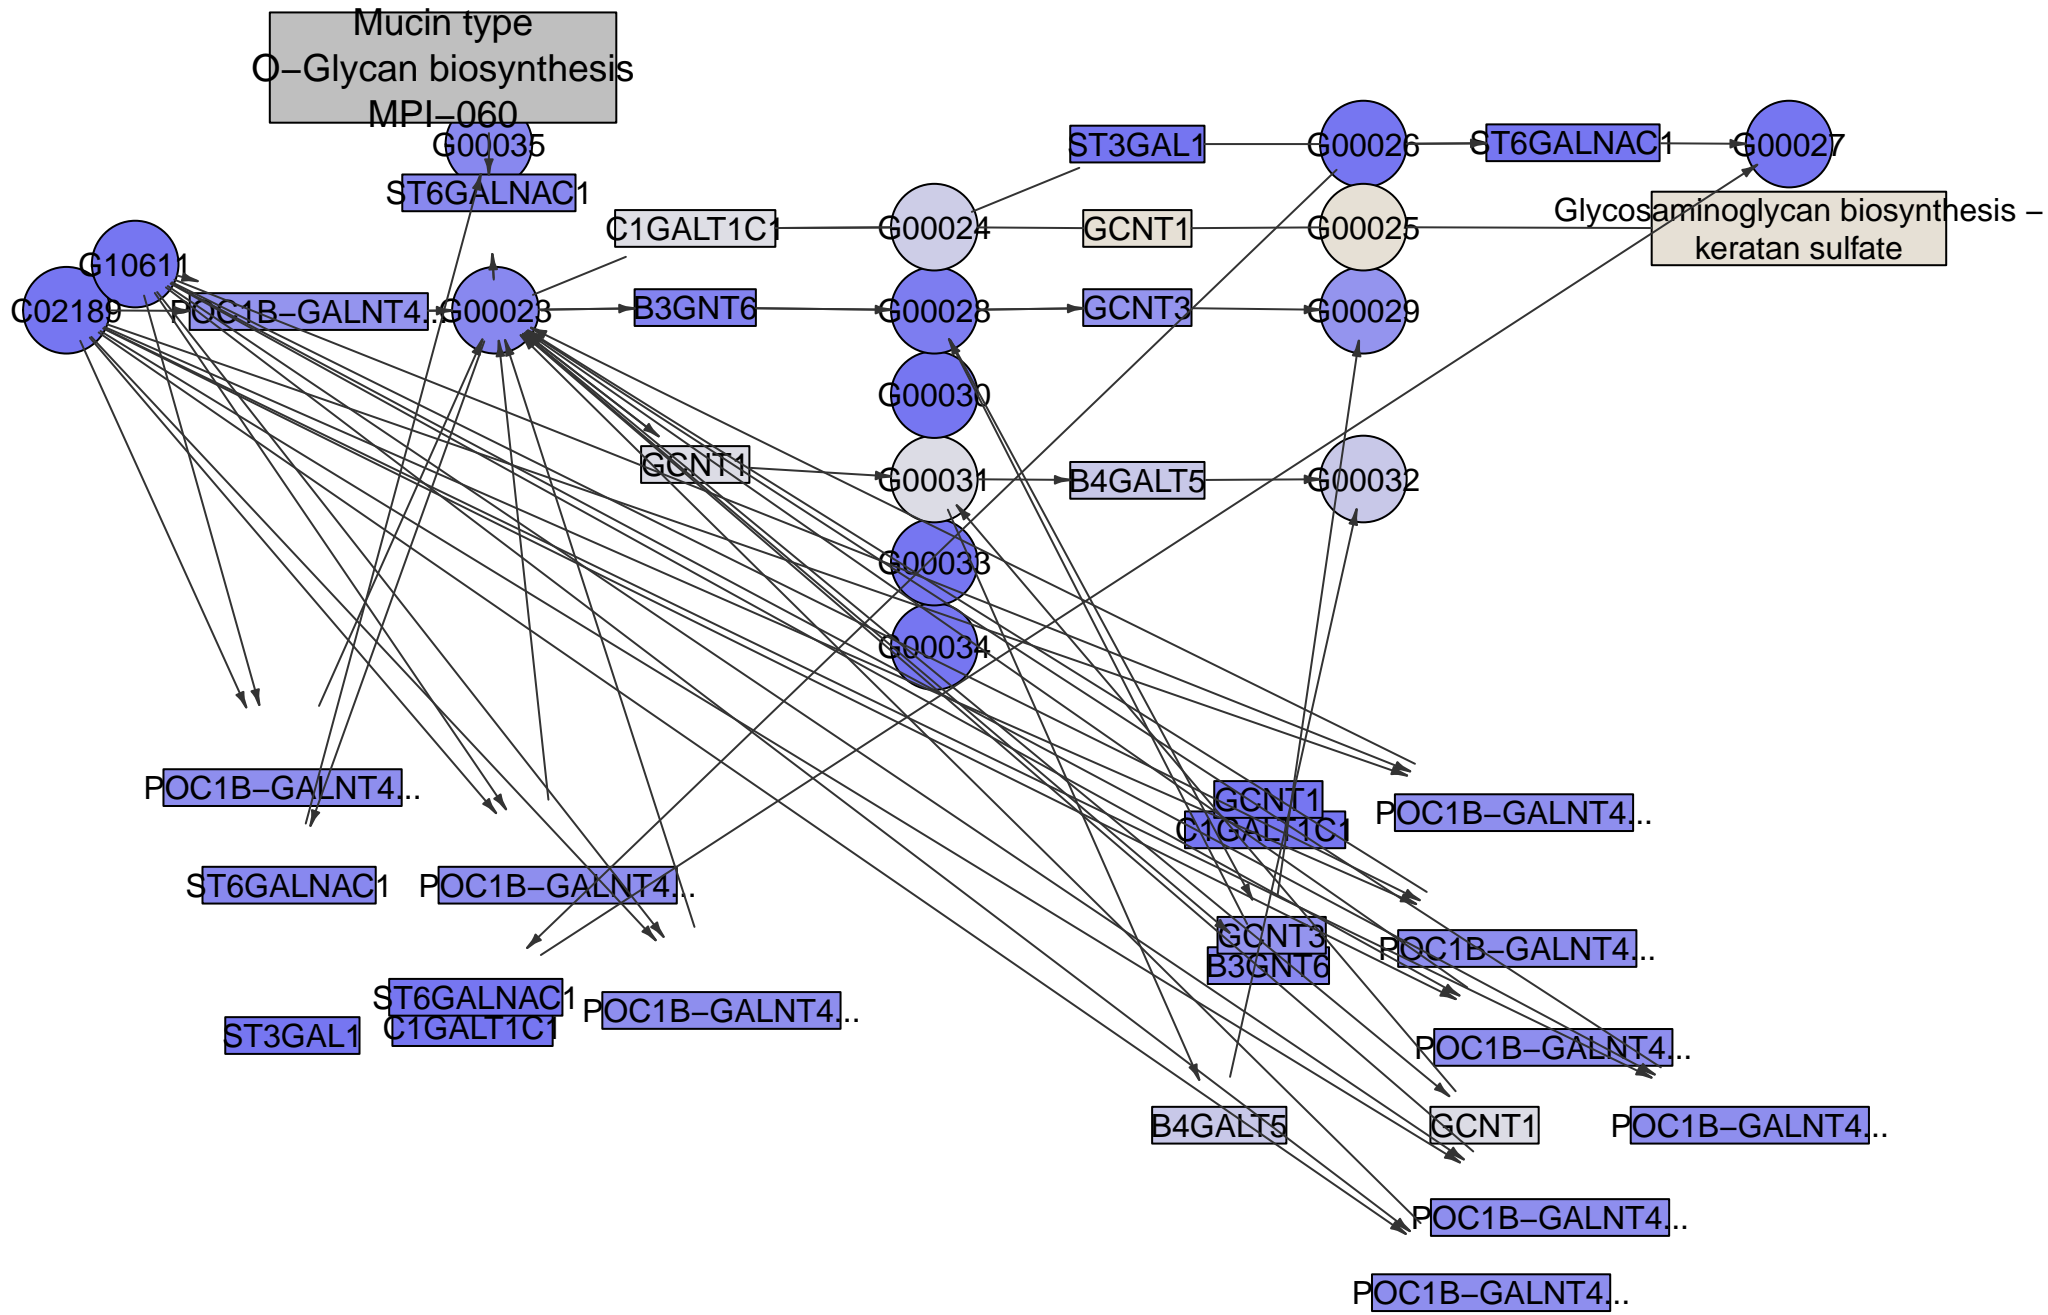 Mucin type
O−Glycan biosynthesis
MPI−060
G00035
ST3GAL1
G00026
ST6GALNAC1
G00027
ST6GALNAC1
C1GALT1C1
G00024
GCNT1
G00025
Glycosaminoglycan biosynthesis −
keratan sulfate
G10611
C02189
POC1B−GALNT4...
G00023
B3GNT6
G00028
GCNT3
G00029
G00030
GCNT1
G00031
B4GALT5
G00032
G00033
G00034
POC1B−GALNT4...
GCNT1
POC1B−GALNT4...
C1GALT1C1
ST6GALNAC1
POC1B−GALNT4...
GCNT3
POC1B−GALNT4...
B3GNT6
ST6GALNAC1
POC1B−GALNT4...
ST3GAL1
C1GALT1C1
POC1B−GALNT4...
B4GALT5
GCNT1
POC1B−GALNT4...
POC1B−GALNT4...
POC1B−GALNT4...